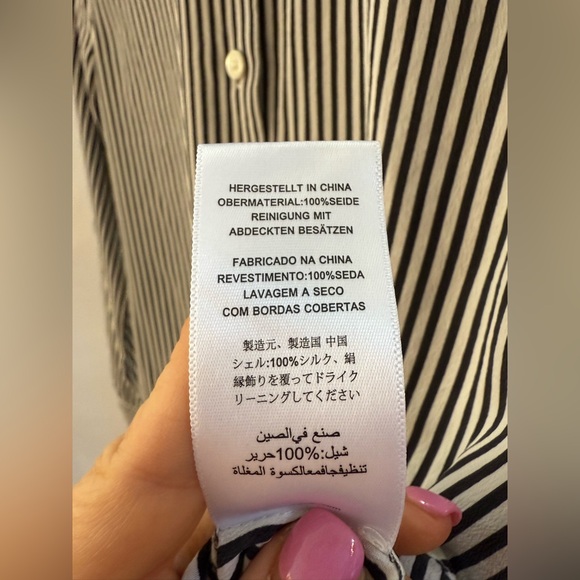 HERGESTELLT IN CHINA
OBERMATERIAL:100%SEIDE
REINIGUNG MIT
ABDECKTEN BESÄTZEN
FABRICADO NA CHINA
REVESTIMENTO:100%SEDA
LAVAGEM A SECO
COM BORDAS COBERTAS
製造元、製造国 中国
シェル:100%シルク、絹
縁飾りを覆ってドライク
リーニングしてください
صنع في الصين
شيل:100%حرير
تنظيفجافمعالكسوة المغلاة